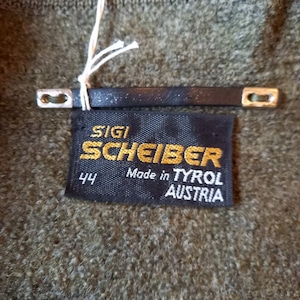 SIGI
SCHEIBER
44 Made in TYROL
AUSTRIA